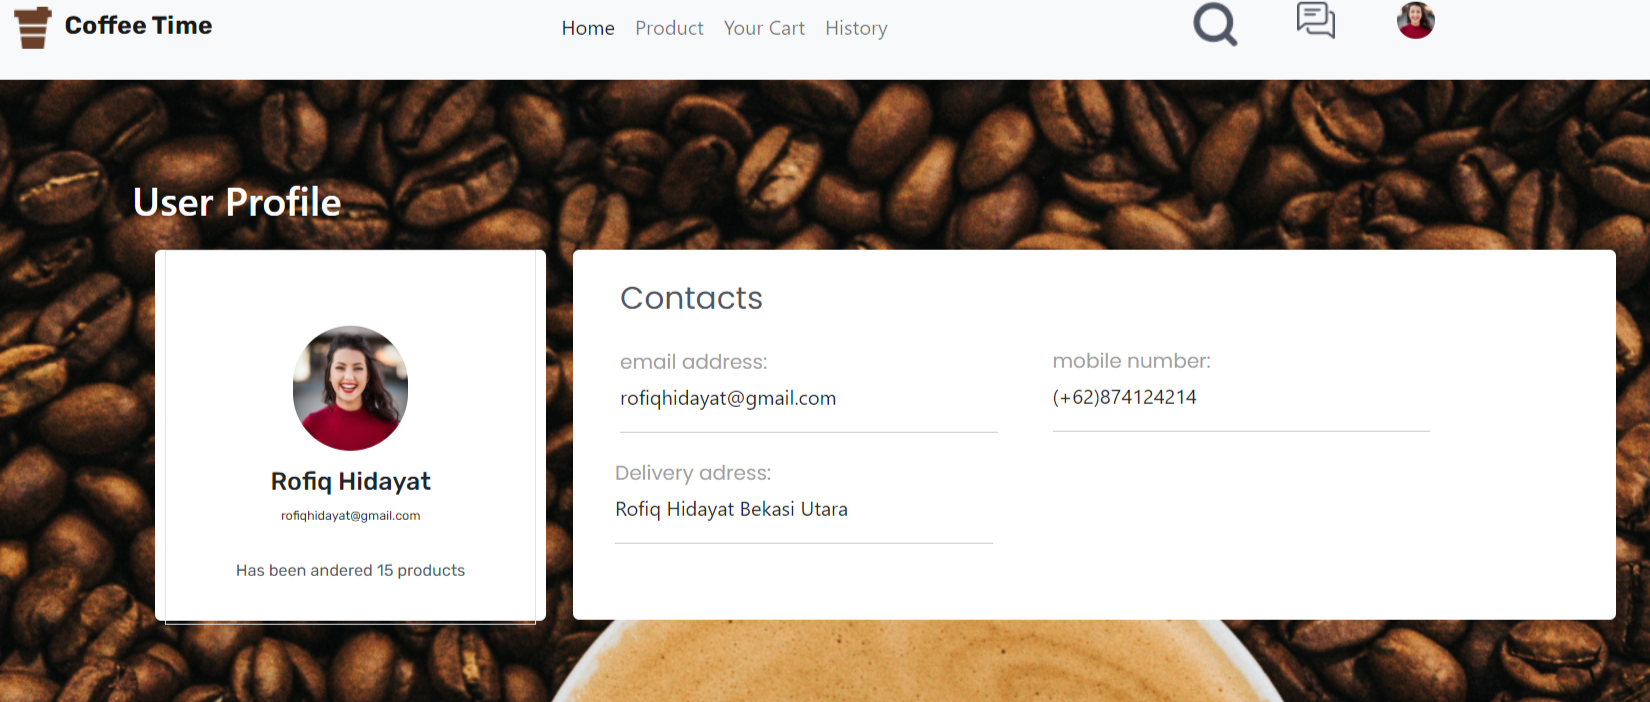 Coffee Time
Home Product Your Cart History
User Profile
Rofiq Hidayat
rofiqhidayat@gmail.com
Has been andered 15 products
Contacts
email address:
rofiqhidayat@gmail.com
mobile number:
(+62)874124214
Delivery adress:
Rofiq Hidayat Bekasi Utara